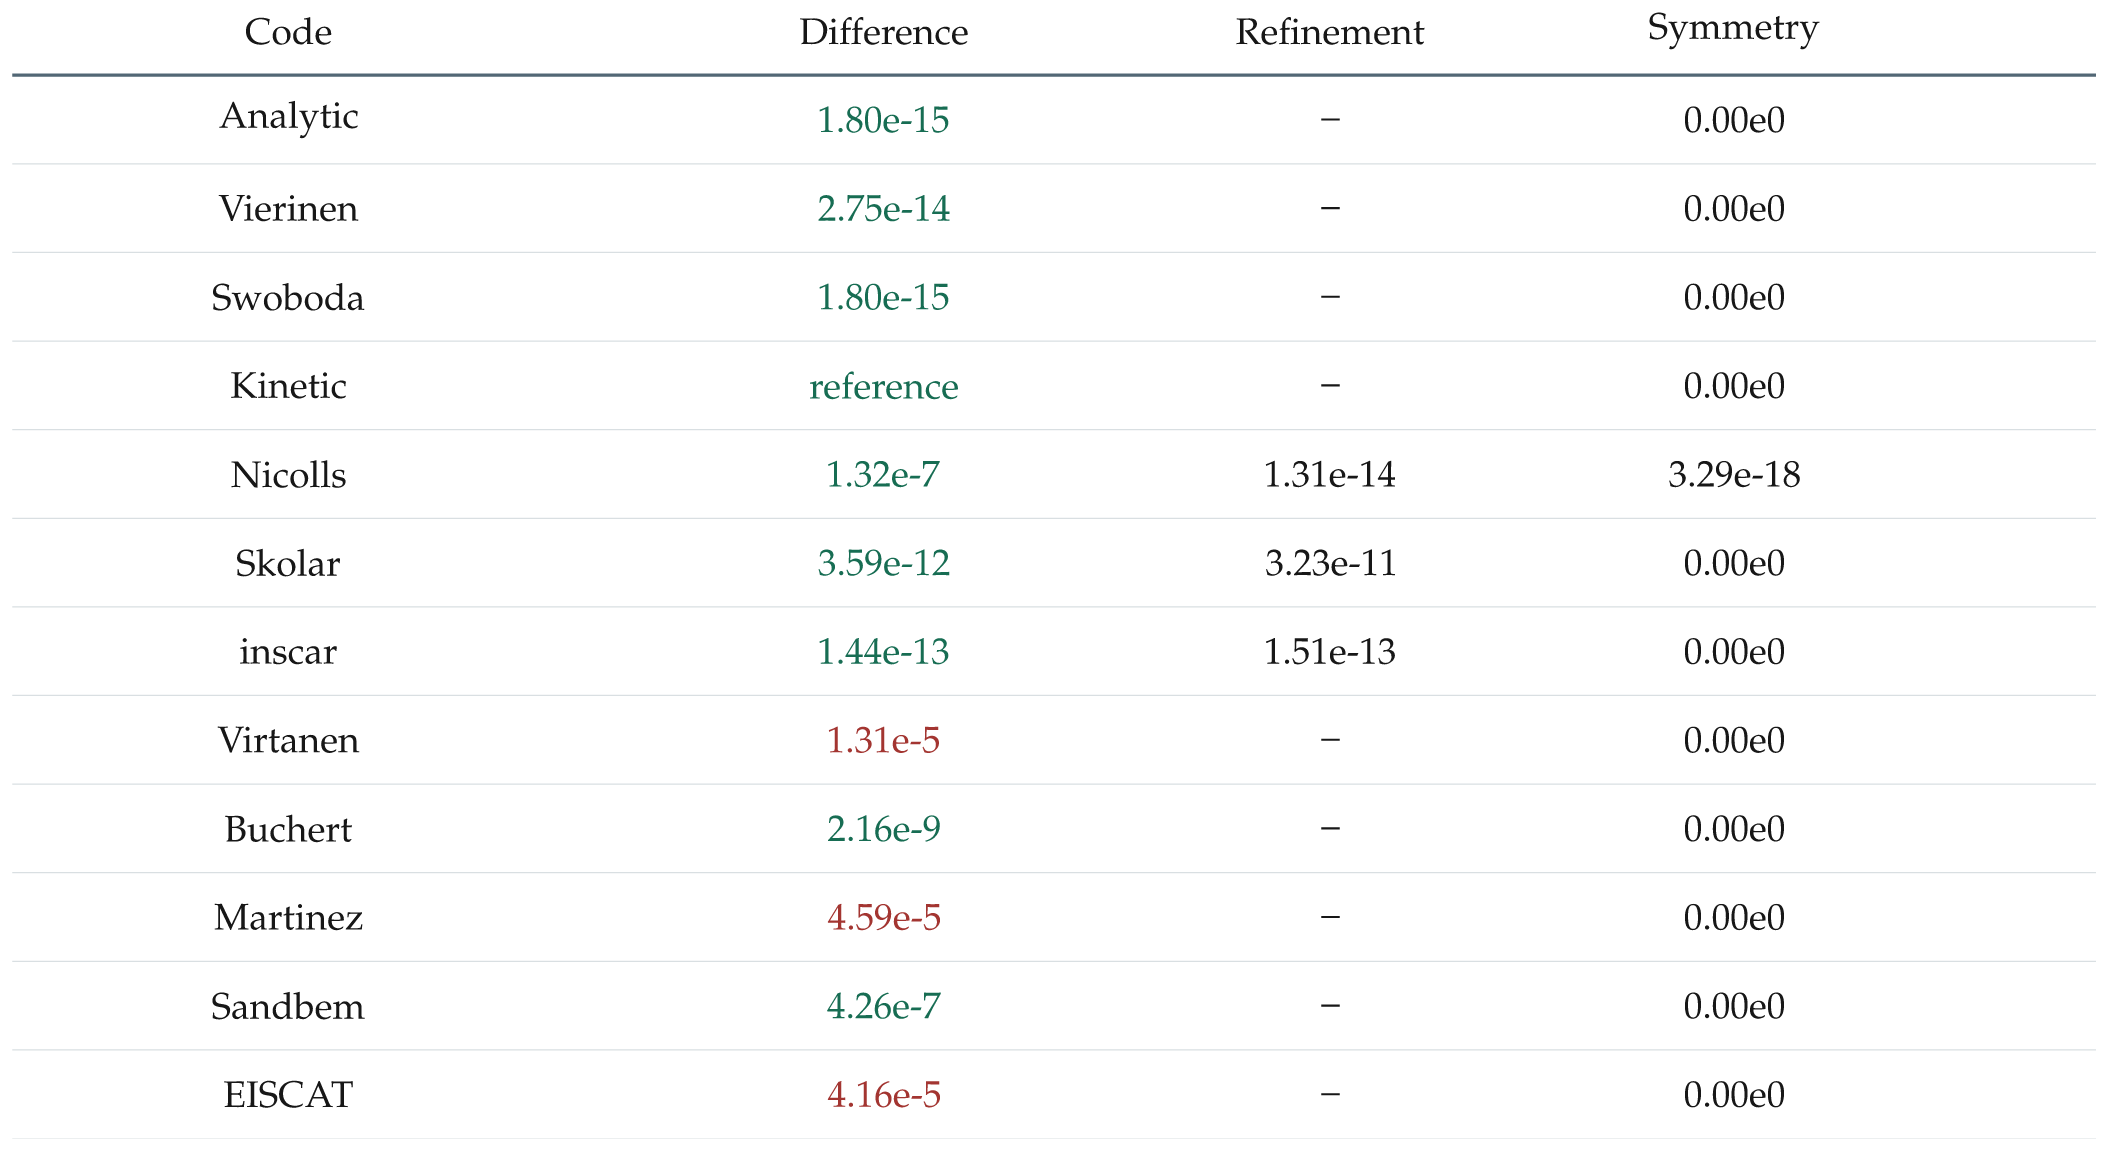 Code Difference Refinement Symmetry
Analytic 1.80e-15 – 0.00e0
Vierinen 2.75e-14 – 0.00e0
Swoboda 1.80e-15 – 0.00e0
Kinetic reference – 0.00e0
Nicolls 1.32e-7 1.31e-14 3.29e-18
Skolar 3.59e-12 3.23e-11 0.00e0
inscar 1.44e-13 1.51e-13 0.00e0
Virtanen 1.31e-5 – 0.00e0
Buchert 2.16e-9 – 0.00e0
Martinez 4.59e-5 – 0.00e0
Sandbem 4.26e-7 – 0.00e0
EISCAT 4.16e-5 – 0.00e0